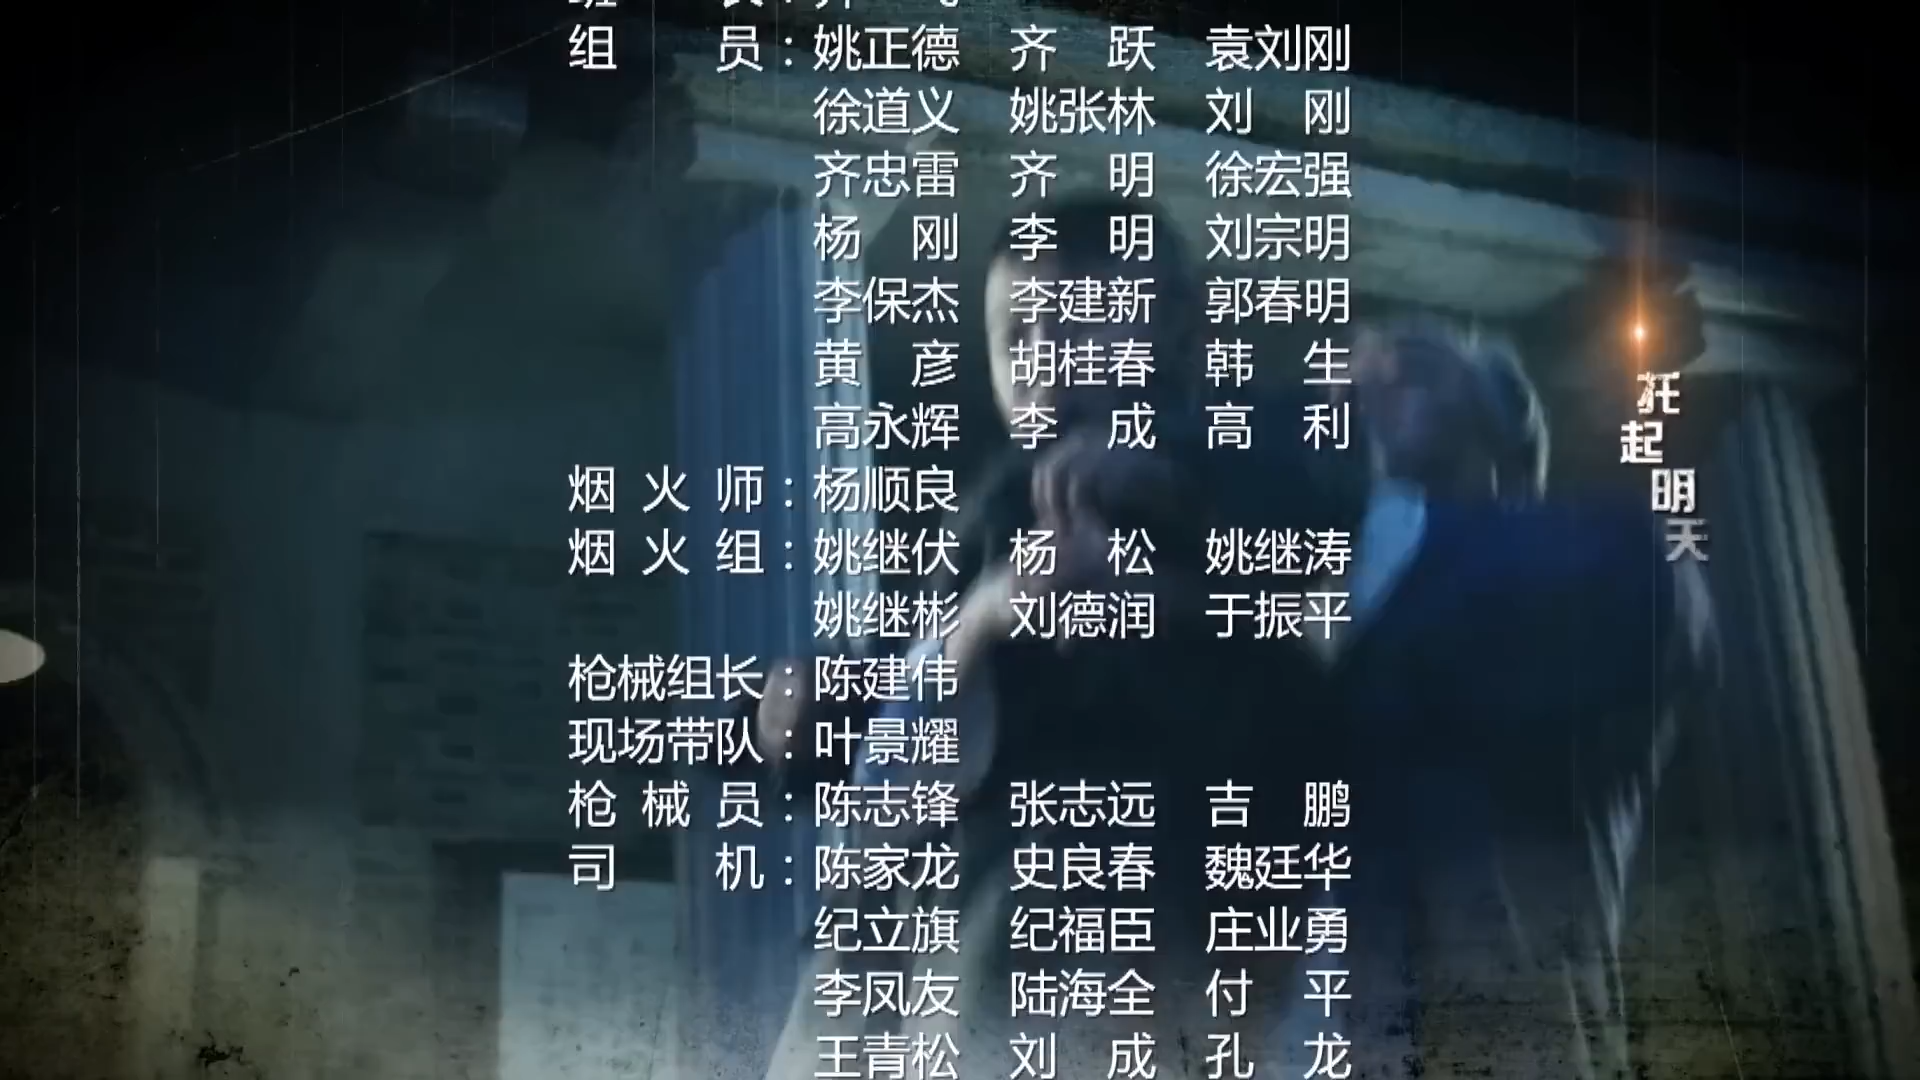 组员：姚正德 齐跃 袁刘刚
徐道义 姚张林 刘刚
齐忠雷 齐明 徐宏强
杨刚 李明 刘宗明
李保杰 李建新 郭春明
黄彦 胡桂春 韩生
高永辉 李成 高利
烟火师：杨顺良
烟火组：姚继伏 杨松 姚继涛
姚继彬 刘德润 于振平
枪械组长：陈建伟
现场带队：叶景耀
枪械员：陈志锋 张志远 吉鹏
司机：陈家龙 史良春 魏廷华
纪立旗 纪福臣 庄业勇
李凤友 陆海全 付平
王青松 刘成 孔龙
托起明天